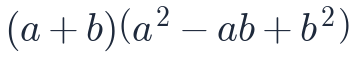 (a + b)(a² − ab + b²)